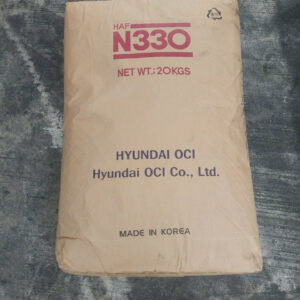 HAF
N330
NET WT.:20KGS
HYUNDAI OCI
Hyundai OCI Co., Ltd.
MADE IN KOREA